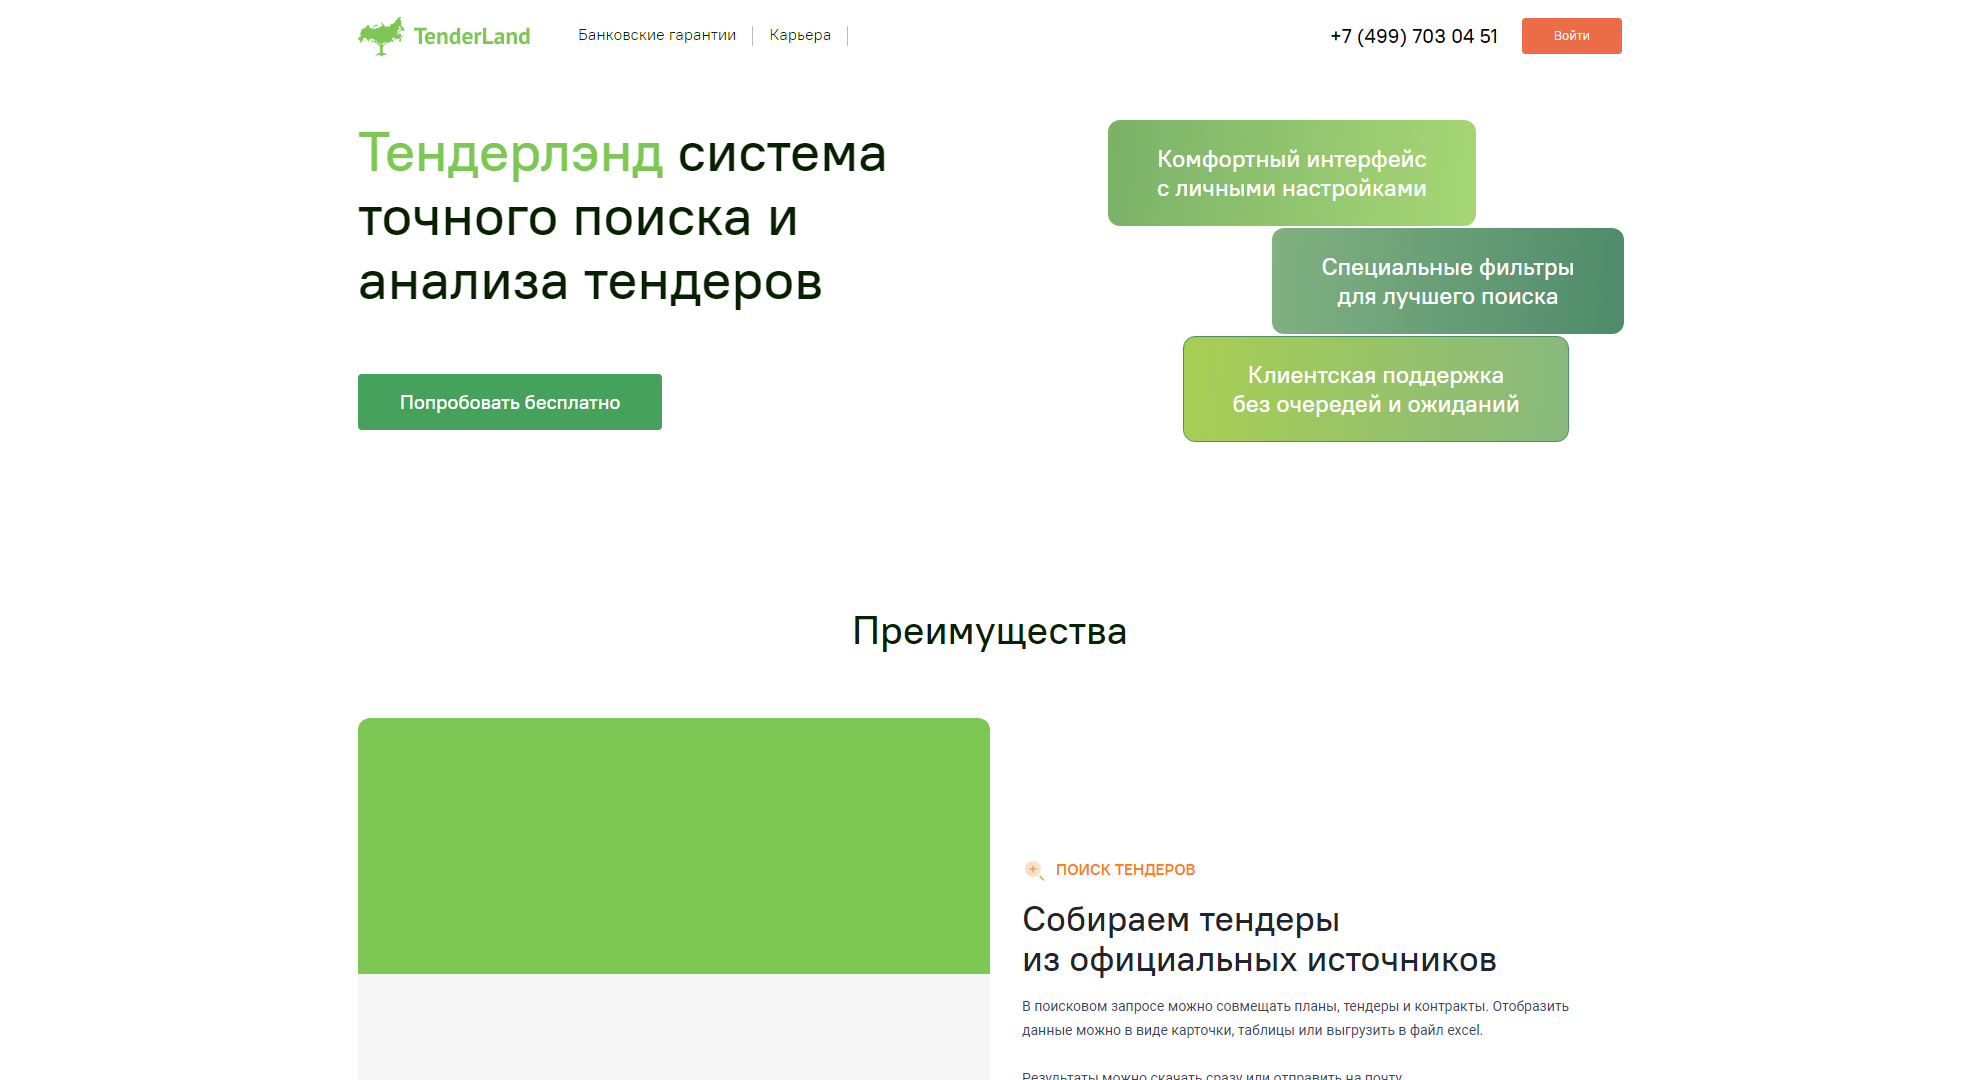 TenderLand
Банковские гарантии
Карьера
+7 (499) 703 04 51
Войти
Тендерлэнд система
точного поиска и
анализа тендеров
Попробовать бесплатно
Комфортный интерфейс
с личными настройками
Специальные фильтры
для лучшего поиска
Клиентская поддержка
без очередей и ожиданий
Преимущества
ПОИСК ТЕНДЕРОВ
Собираем тендеры
из официальных источников
В поисковом запросе можно совмещать планы, тендеры и контракты. Отобразить
данные можно в виде карточки, таблицы или выгрузить в файл excel.
Результаты можно скачать сразу или отправить на почту